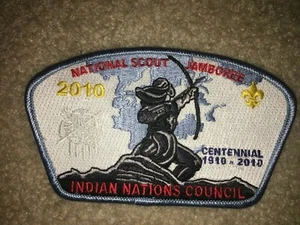 NATIONAL SCOUT JAMBOREE
2010
CENTENNIAL
1910 - 2010
INDIAN NATIONS COUNCIL